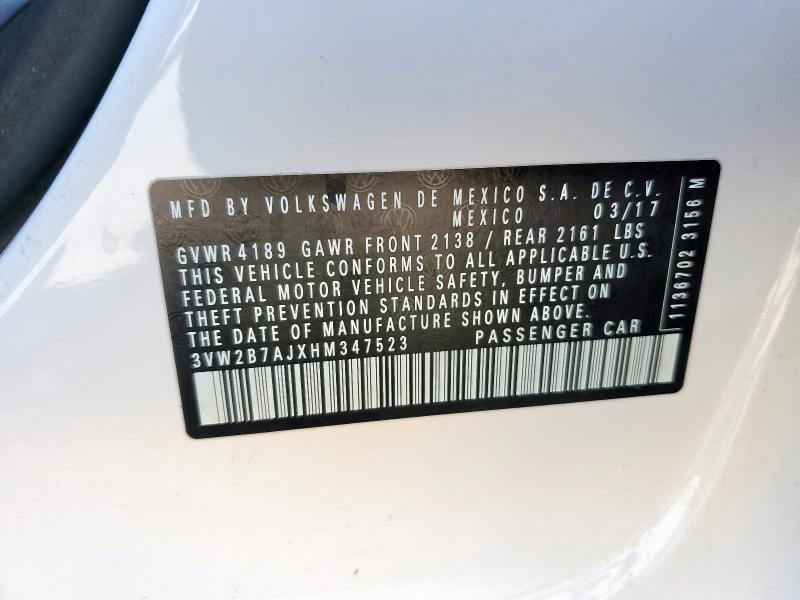 MFD BY VOLKSWAGEN DE MEXICO S.A. DE C.V.
MEXICO 03/17
GVWR 4189 GAWR FRONT 2138 / REAR 2161 LBS
THIS VEHICLE CONFORMS TO ALL APPLICABLE U.S.
FEDERAL MOTOR VEHICLE SAFETY, BUMPER AND
THEFT PREVENTION STANDARDS IN EFFECT ON
THE DATE OF MANUFACTURE SHOWN ABOVE.
3VW2B7AJXHM347523 PASSENGER CAR
1136702 3156 M